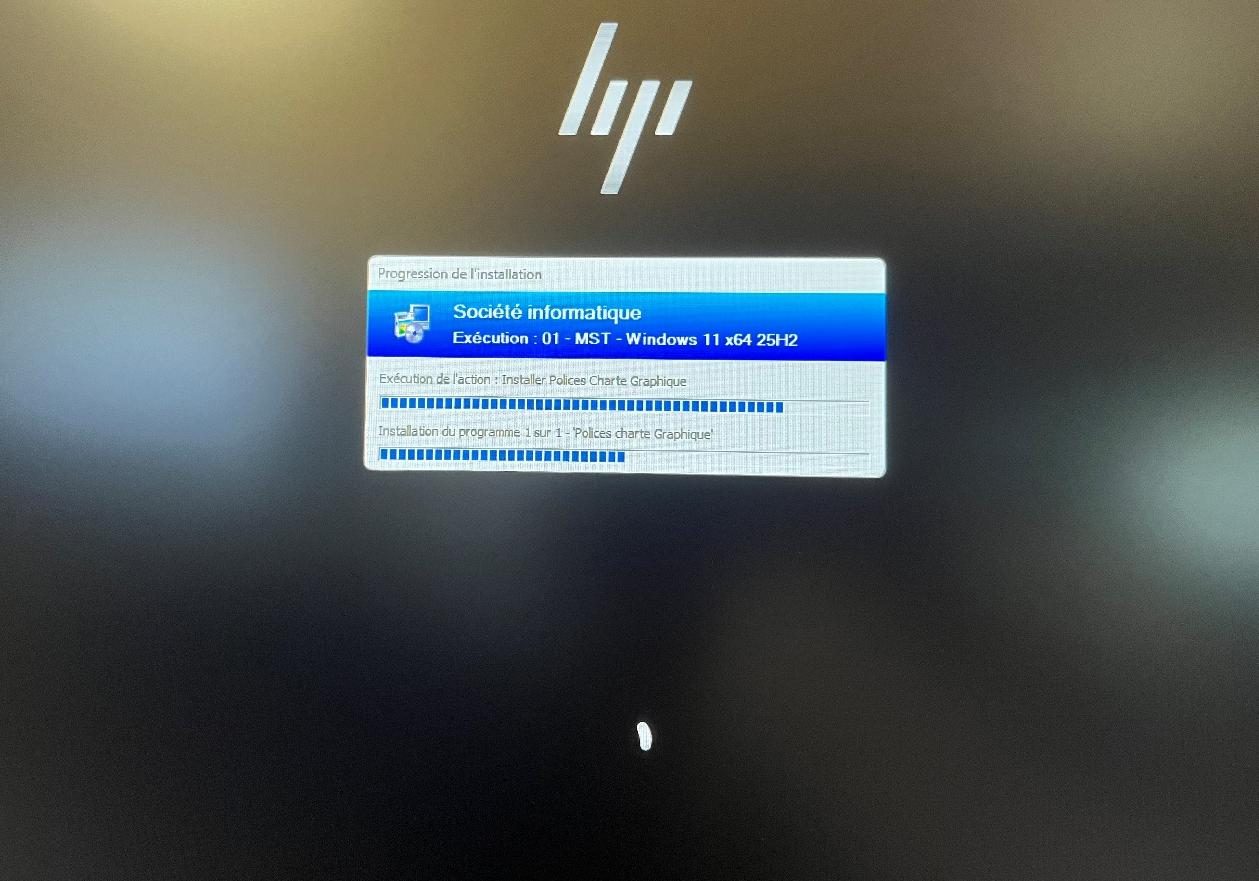 hp
Progression de l'installation
Société informatique
Exécution : 01 - MST - Windows 11 x64 25H2
Exécution de l'action : Installer Polices Charte Graphique
Installation du programme 1 sur 1 - 'Polices charte Graphique'